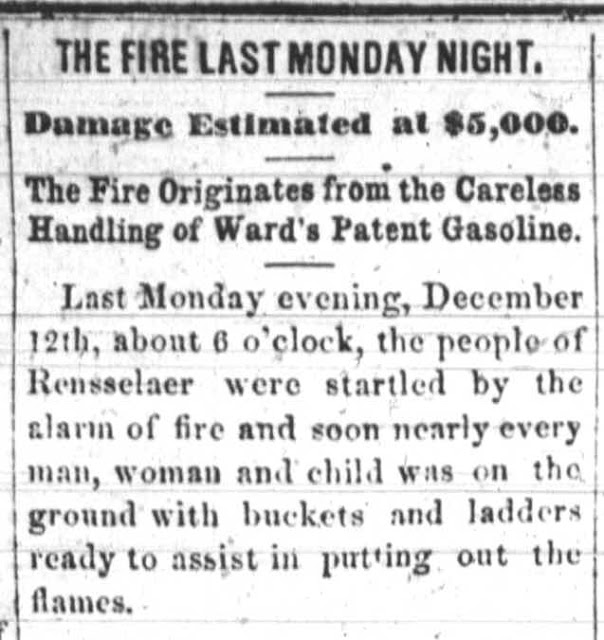 THE FIRE LAST MONDAY NIGHT.
Damage Estimated at $5,000.
The Fire Originates from the Careless
Handling of Ward's Patent Gasoline.
Last Monday evening, December
12th, about 6 o'clock, the people of
Rensselaer were startled by the
alarm of fire and soon nearly every
man, woman and child was on the
ground with buckets and ladders
ready to assist in putting out the
flames.